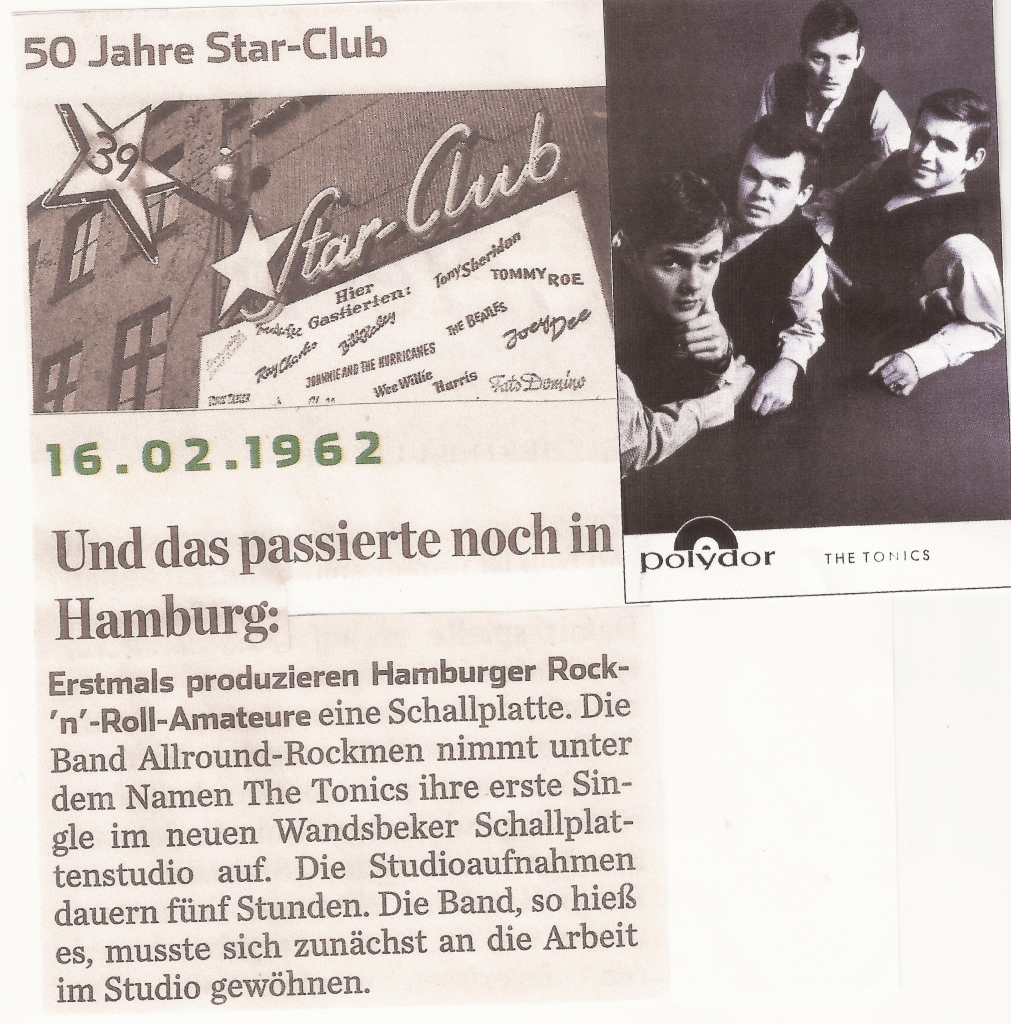 50 Jahre Star-Club
39
Star-Club
Hier
Gastierten:
Tony Sheridan
TOMMY ROE
Ray Charles
Bill Haley
THE BEATLES
Joey Dee
JOHNNIE AND THE HURRICANES
Wee Willie Harris
Fats Domino
16.02.1962
Und das passierte noch in
Hamburg:
Erstmals produzieren Hamburger Rock-
'n'-Roll-Amateure eine Schallplatte. Die
Band Allround-Rockmen nimmt unter
dem Namen The Tonics ihre erste Sin-
gle im neuen Wandsbeker Schallplat-
tenstudio auf. Die Studioaufnahmen
dauern fünf Stunden. Die Band, so hieß
es, musste sich zunächst an die Arbeit
im Studio gewöhnen.
polydor
THE TONICS